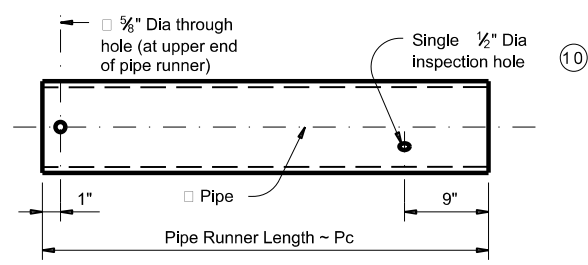 □ 5/8" Dia through
hole (at upper end
of pipe runner)
Single 1/2" Dia
inspection hole
10
□ Pipe
1"
9"
Pipe Runner Length ~ Pc